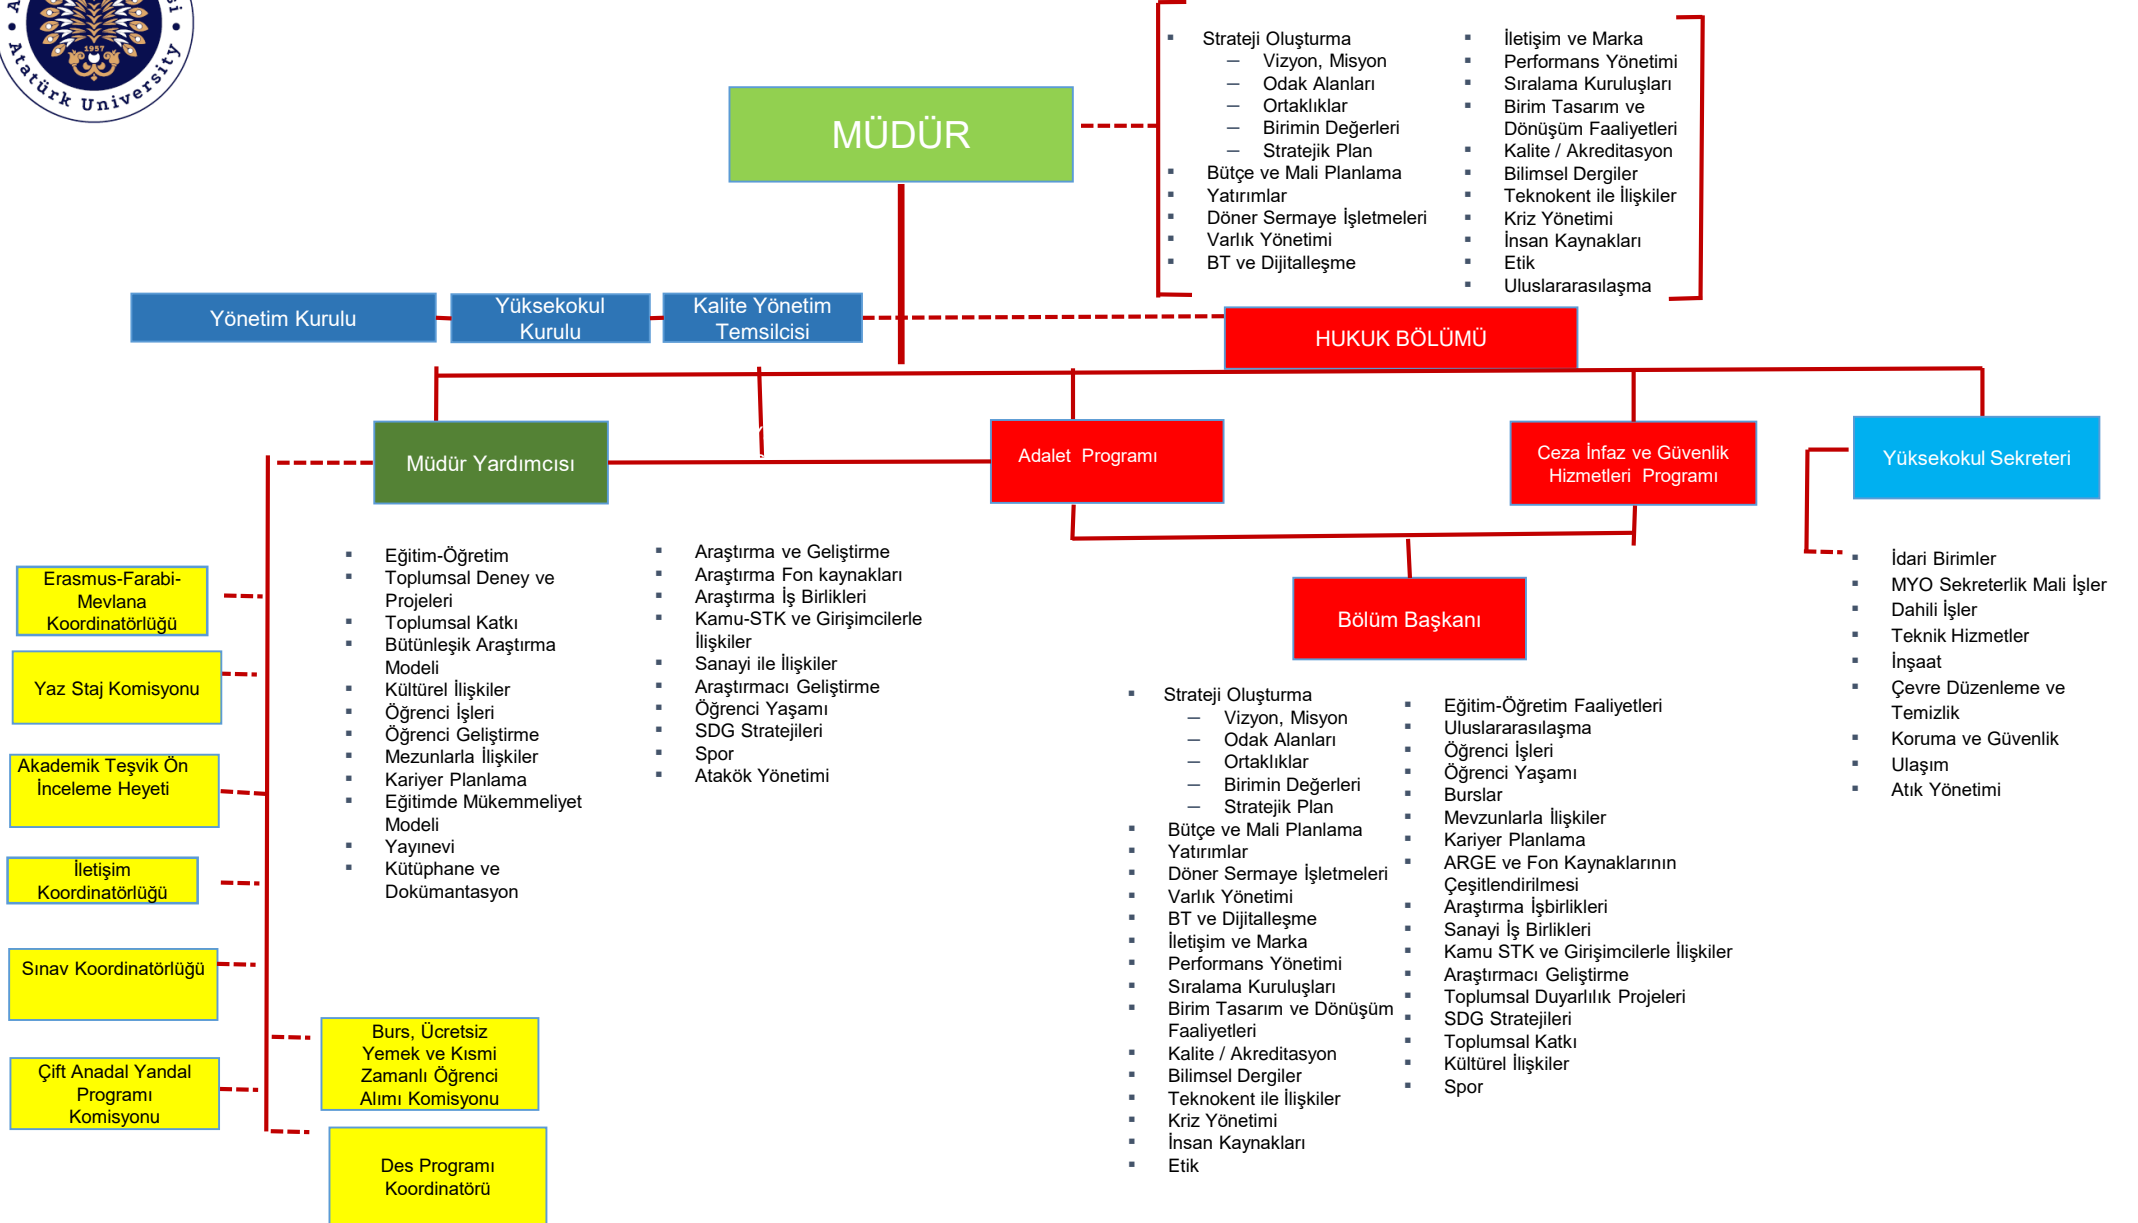 Atatürk University
1957
MÜDÜR
Strateji Oluşturma
– Vizyon, Misyon
– Odak Alanları
– Ortaklıklar
– Birimin Değerleri
– Stratejik Plan
Bütçe ve Mali Planlama
Yatırımlar
Döner Sermaye İşletmeleri
Varlık Yönetimi
BT ve Dijitalleşme
İletişim ve Marka
Performans Yönetimi
Sıralama Kuruluşları
Birim Tasarım ve
Dönüşüm Faaliyetleri
Kalite / Akreditasyon
Bilimsel Dergiler
Teknokent ile İlişkiler
Kriz Yönetimi
İnsan Kaynakları
Etik
Uluslararasılaşma
Yönetim Kurulu
Yüksekokul
Kurulu
Kalite Yönetim
Temsilcisi
HUKUK BÖLÜMÜ
Müdür Yardımcısı
Adalet Programı
Ceza İnfaz ve Güvenlik
Hizmetleri Programı
Yüksekokul Sekreteri
Erasmus-Farabi-
Mevlana
Koordinatörlüğü
Yaz Staj Komisyonu
Akademik Teşvik Ön
İnceleme Heyeti
İletişim
Koordinatörlüğü
Sınav Koordinatörlüğü
Çift Anadal Yandal
Programı
Komisyonu
Burs, Ücretsiz
Yemek ve Kısmi
Zamanlı Öğrenci
Alımı Komisyonu
Des Programı
Koordinatörü
Eğitim-Öğretim
Toplumsal Deney ve
Projeleri
Toplumsal Katkı
Bütünleşik Araştırma
Modeli
Kültürel İlişkiler
Öğrenci İşleri
Öğrenci Geliştirme
Mezunlarla İlişkiler
Kariyer Planlama
Eğitimde Mükemmeliyet
Modeli
Yayınevi
Kütüphane ve
Dokümantasyon
Araştırma ve Geliştirme
Araştırma Fon kaynakları
Araştırma İş Birlikleri
Kamu-STK ve Girişimcilerle
İlişkiler
Sanayi ile İlişkiler
Araştırmacı Geliştirme
Öğrenci Yaşamı
SDG Stratejileri
Spor
Atakök Yönetimi
Bölüm Başkanı
Strateji Oluşturma
– Vizyon, Misyon
– Odak Alanları
– Ortaklıklar
– Birimin Değerleri
– Stratejik Plan
Bütçe ve Mali Planlama
Yatırımlar
Döner Sermaye İşletmeleri
Varlık Yönetimi
BT ve Dijitalleşme
İletişim ve Marka
Performans Yönetimi
Sıralama Kuruluşları
Birim Tasarım ve Dönüşüm
Faaliyetleri
Kalite / Akreditasyon
Bilimsel Dergiler
Teknokent ile İlişkiler
Kriz Yönetimi
İnsan Kaynakları
Etik
Eğitim-Öğretim Faaliyetleri
Uluslararasılaşma
Öğrenci İşleri
Öğrenci Yaşamı
Burslar
Mevzunlarla İlişkiler
Kariyer Planlama
ARGE ve Fon Kaynaklarının
Çeşitlendirilmesi
Araştırma İşbirlikleri
Sanayi İş Birlikleri
Kamu STK ve Girişimcilerle İlişkiler
Araştırmacı Geliştirme
Toplumsal Duyarlılık Projeleri
SDG Stratejileri
Toplumsal Katkı
Kültürel İlişkiler
Spor
İdari Birimler
MYO Sekreterlik Mali İşler
Dahili İşler
Teknik Hizmetler
İnşaat
Çevre Düzenleme ve
Temizlik
Koruma ve Güvenlik
Ulaşım
Atık Yönetimi